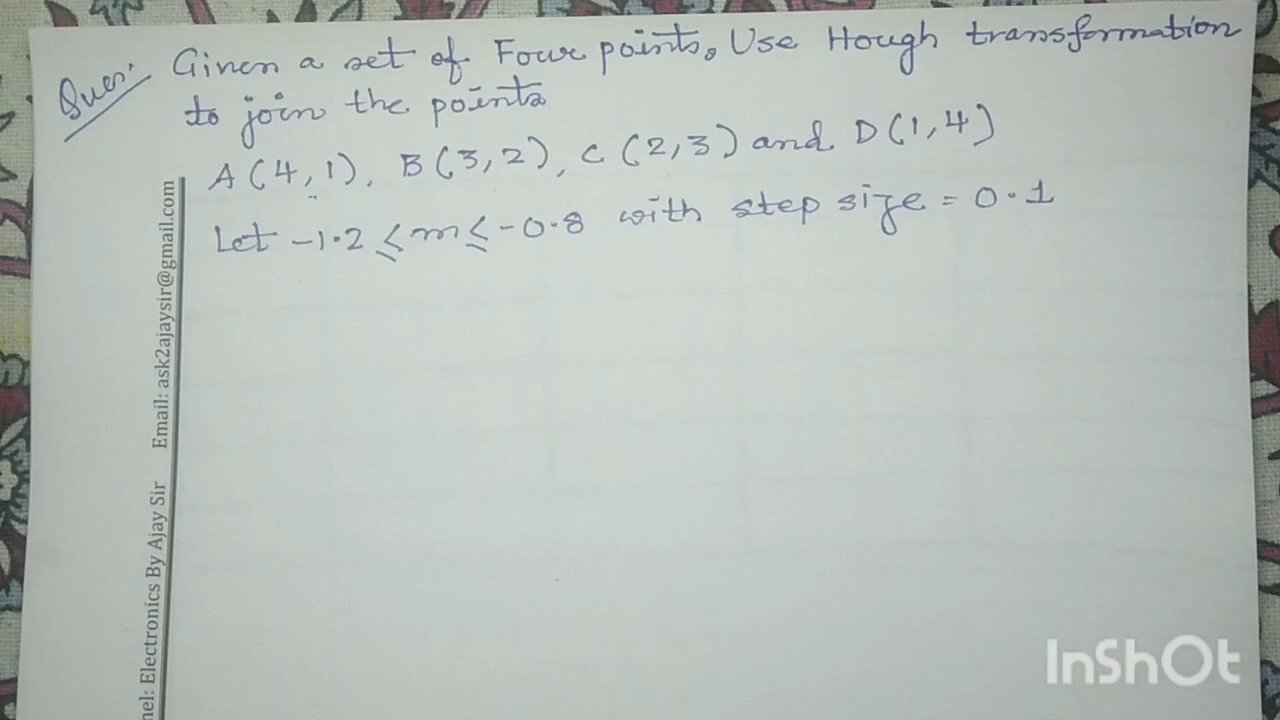 Ques: Given a set of Four points, Use Hough transformation
to join the points
A(4,1), B(3,2), C(2,3) and D(1,4)
Let -1.2 ≤ m ≤ -0.8 with step size = 0.1
nel: Electronics By Ajay Sir Email: ask2ajaysir@gmail.com
InShOt